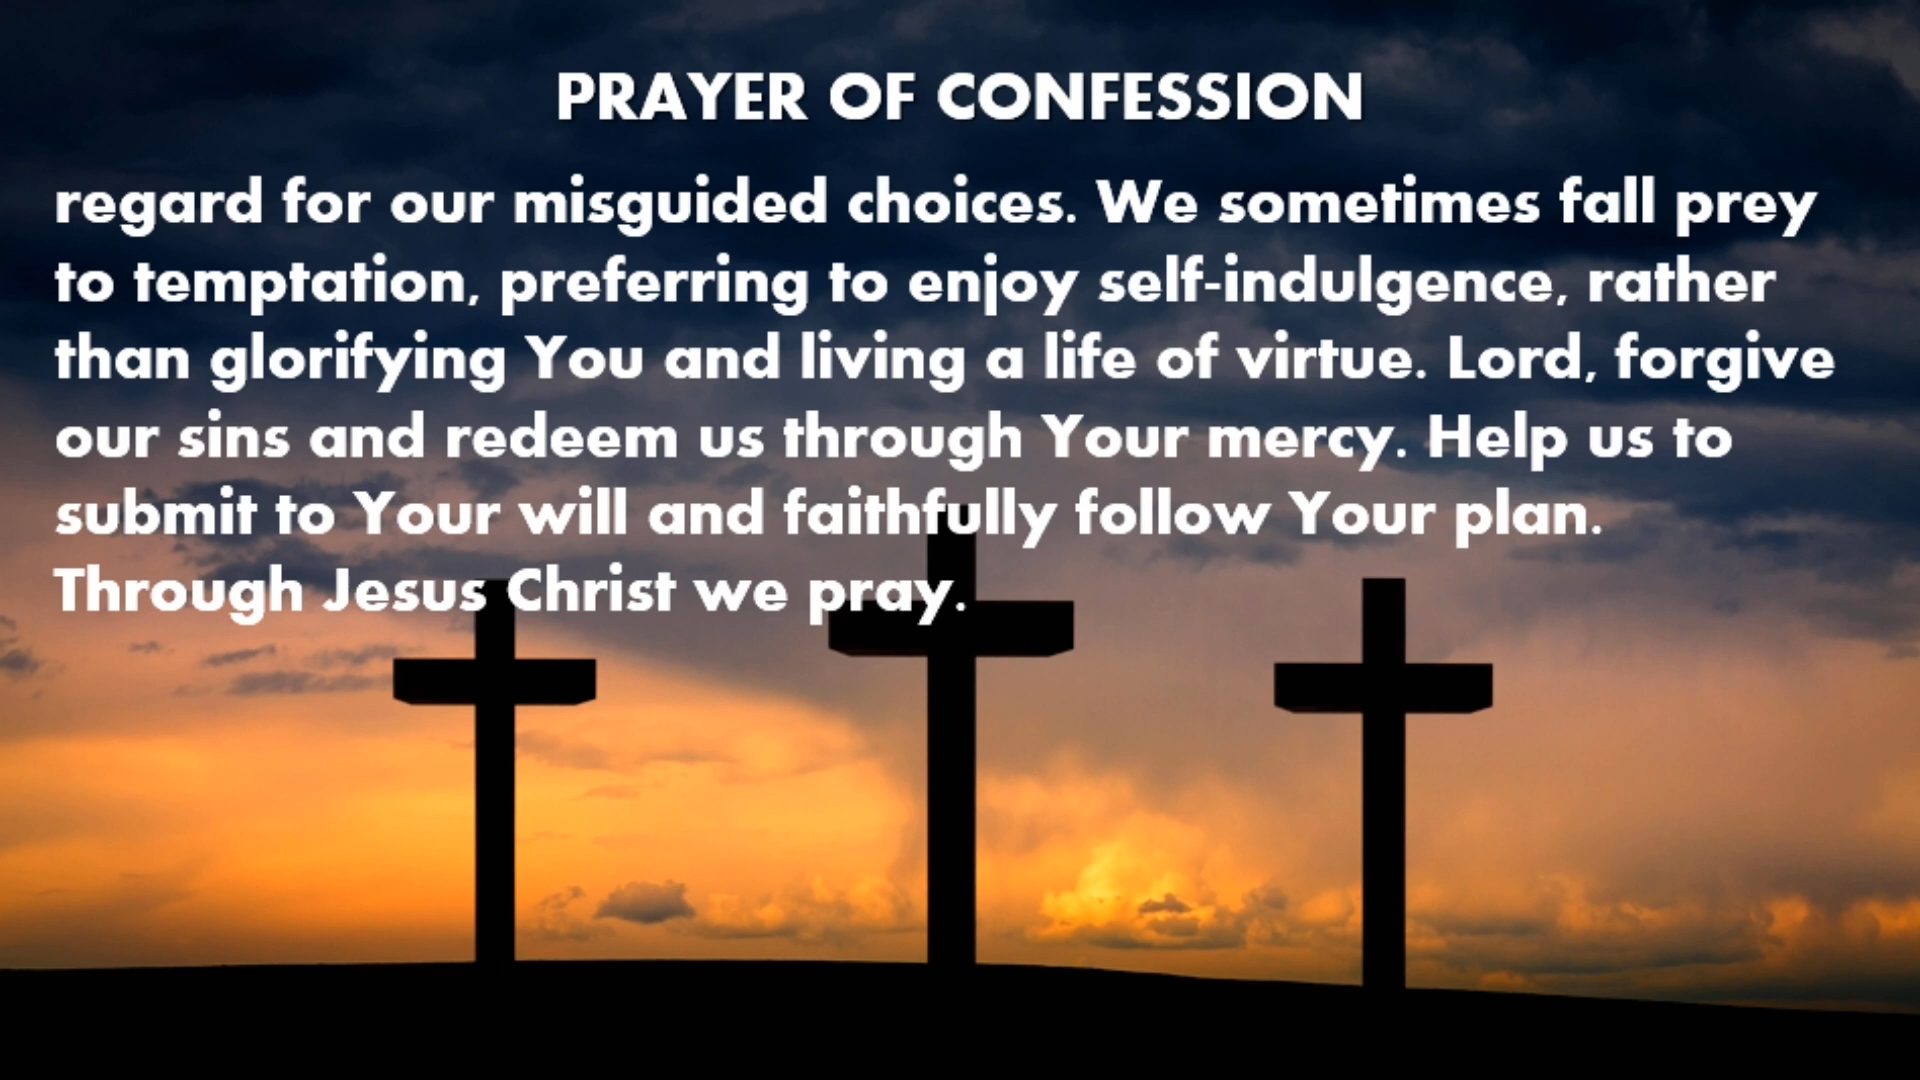 PRAYER OF CONFESSION
regard for our misguided choices. We sometimes fall prey
to temptation, preferring to enjoy self-indulgence, rather
than glorifying You and living a life of virtue. Lord, forgive
our sins and redeem us through Your mercy. Help us to
submit to Your will and faithfully follow Your plan.
Through Jesus Christ we pray.